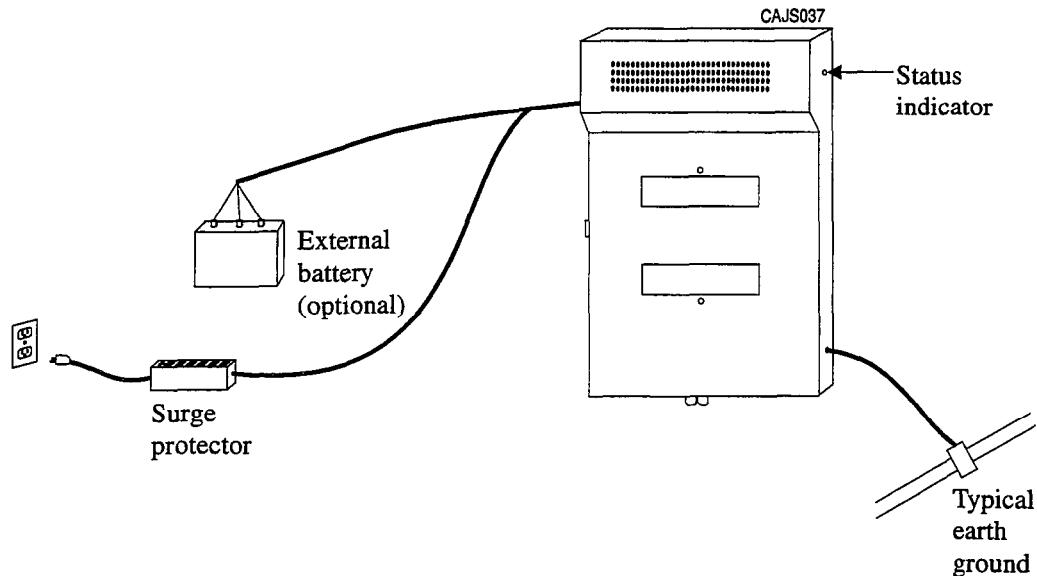 CAJS037
Status
indicator
External
battery
(optional)
Surge
protector
Typical
earth
ground